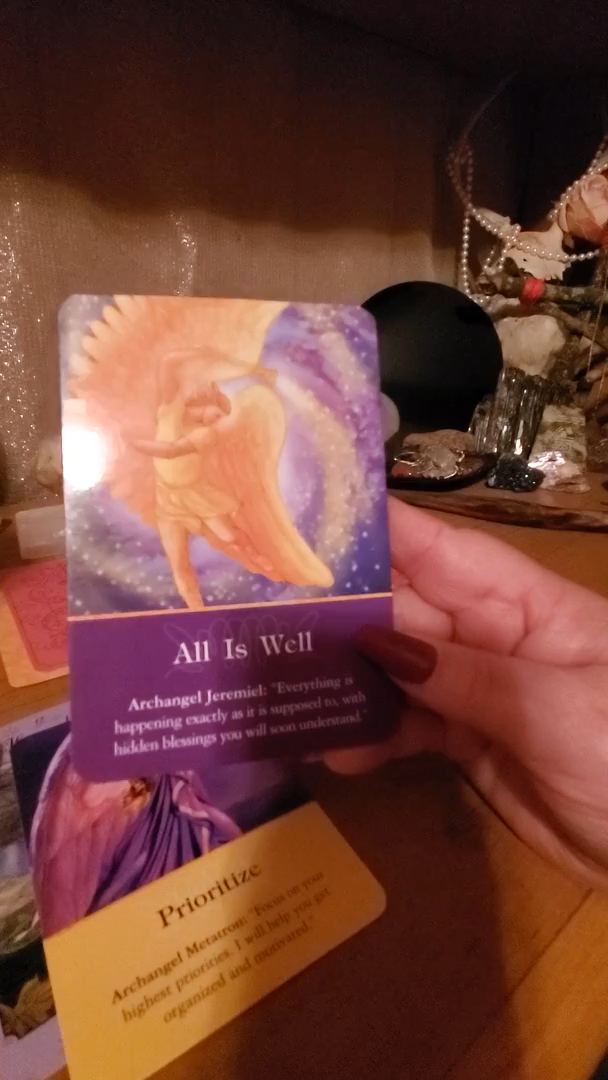 All Is Well
Archangel Jeremiel: "Everything is
happening exactly as it is supposed to, with
hidden blessings you will soon understand."
Prioritize
Archangel Metatron: "Focus on your
highest priorities. I will help you get
organized and motivated."